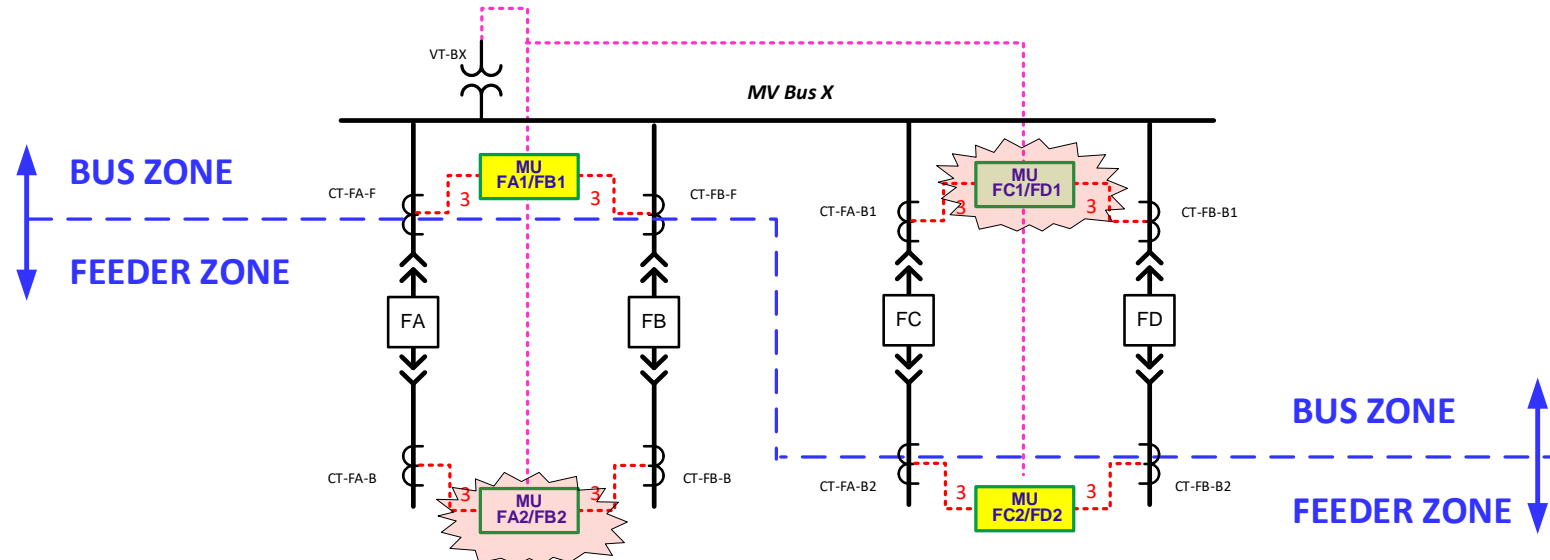 VT-BX
MV Bus X
BUS ZONE
FEEDER ZONE
CT-FA-F
3
MU
FA1/FB1
3
CT-FB-F
CT-FA-B1
3
MU
FC1/FD1
3
CT-FB-B1
FA
FB
FC
FD
BUS ZONE
FEEDER ZONE
CT-FA-B
3
MU
FA2/FB2
3
CT-FB-B
CT-FA-B2
3
MU
FC2/FD2
3
CT-FB-B2